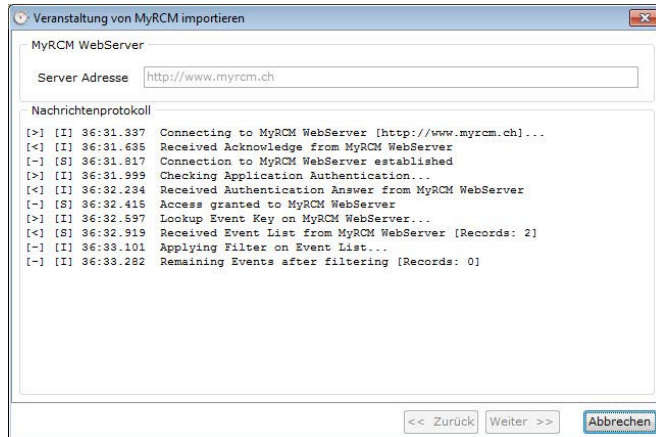 Veranstaltung von MyRCM importieren
MyRCM WebServer
Server Adresse http://www.myrcm.ch
Nachrichtenprotokoll
[>] [I] 36:31.337 Connecting to MyRCM WebServer [http://www.myrcm.ch]...
[<] [I] 36:31.635 Received Acknowledge from MyRCM WebServer
[-] [S] 36:31.817 Connection to MyRCM WebServer established
[>] [I] 36:31.999 Checking Application Authentication...
[<] [I] 36:32.234 Received Authentication Answer from MyRCM WebServer
[-] [S] 36:32.415 Access granted to MyRCM WebServer
[>] [I] 36:32.597 Lookup Event Key on MyRCM WebServer...
[<] [S] 36:32.919 Received Event List from MyRCM WebServer [Records: 2]
[-] [I] 36:33.101 Applying Filter on Event List...
[-] [I] 36:33.282 Remaining Events after filtering [Records: 0]
<< Zurück Weiter >> Abbrechen